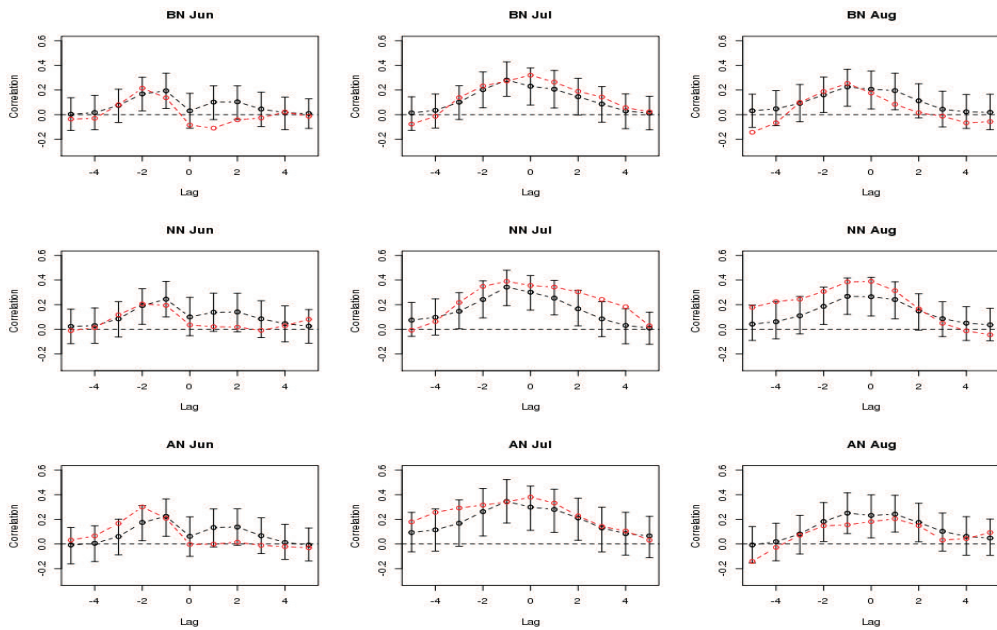 BN Jun BN Jul BN Aug
Correlation 0.6 0.4 0.2 0.0 -0.2 Correlation 0.6 0.4 0.2 0.0 -0.2 Correlation 0.6 0.4 0.2 0.0 -0.2
-4 -2 0 2 4 -4 -2 0 2 4 -4 -2 0 2 4
Lag Lag Lag
NN Jun NN Jul NN Aug
Correlation 0.6 0.4 0.2 0.0 -0.2 Correlation 0.6 0.4 0.2 0.0 -0.2 Correlation 0.6 0.4 0.2 0.0 -0.2
-4 -2 0 2 4 -4 -2 0 2 4 -4 -2 0 2 4
Lag Lag Lag
AN Jun AN Jul AN Aug
Correlation 0.6 0.4 0.2 0.0 -0.2 Correlation 0.6 0.4 0.2 0.0 -0.2 Correlation 0.6 0.4 0.2 0.0 -0.2
-4 -2 0 2 4 -4 -2 0 2 4 -4 -2 0 2 4
Lag Lag Lag